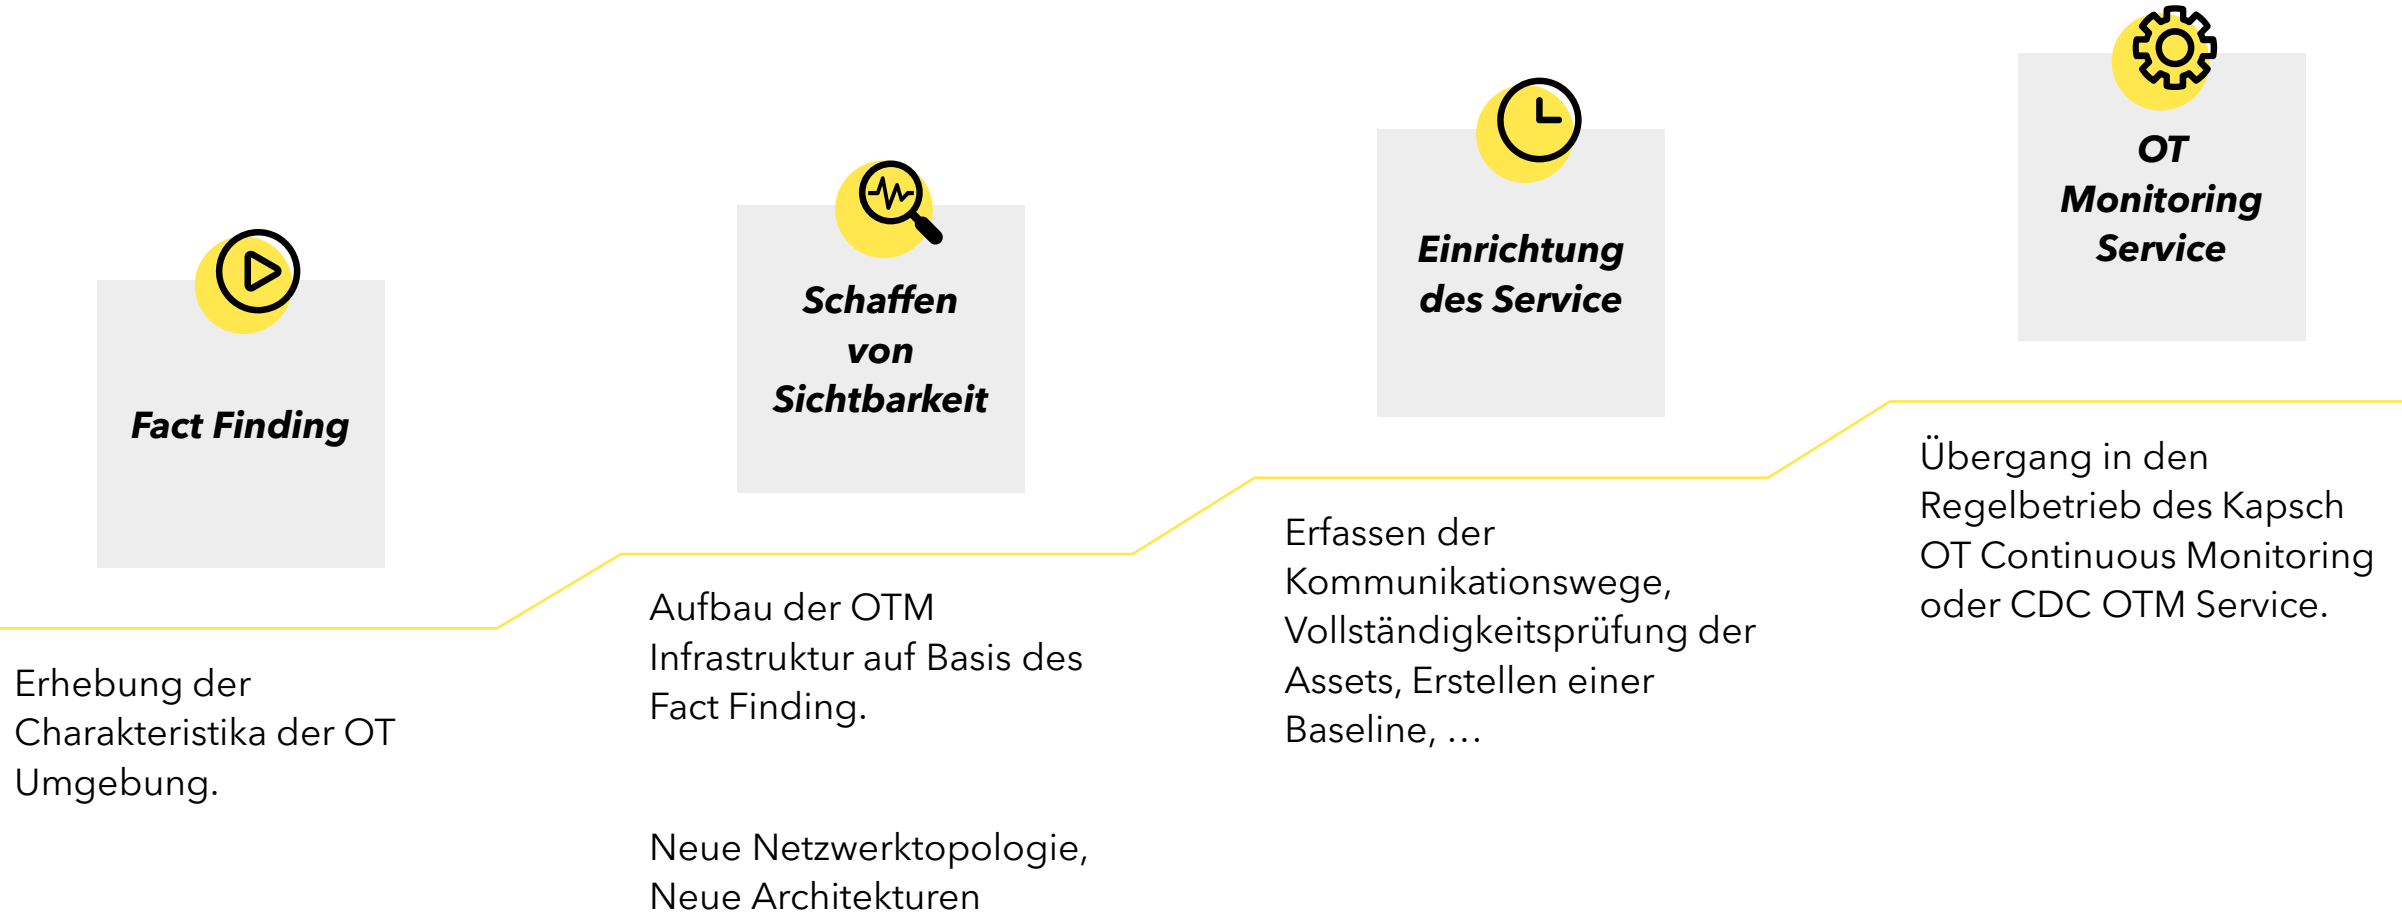 Fact Finding
Erhebung der
Charakteristika der OT
Umgebung.
Schaffen
von
Sichtbarkeit
Aufbau der OTM
Infrastruktur auf Basis des
Fact Finding.
Neue Netzwerktopologie,
Neue Architekturen
Einrichtung
des Service
Erfassen der
Kommunikationswege,
Vollständigkeitsprüfung der
Assets, Erstellen einer
Baseline, …
OT
Monitoring
Service
Übergang in den
Regelbetrieb des Kapsch
OT Continuous Monitoring
oder CDC OTM Service.